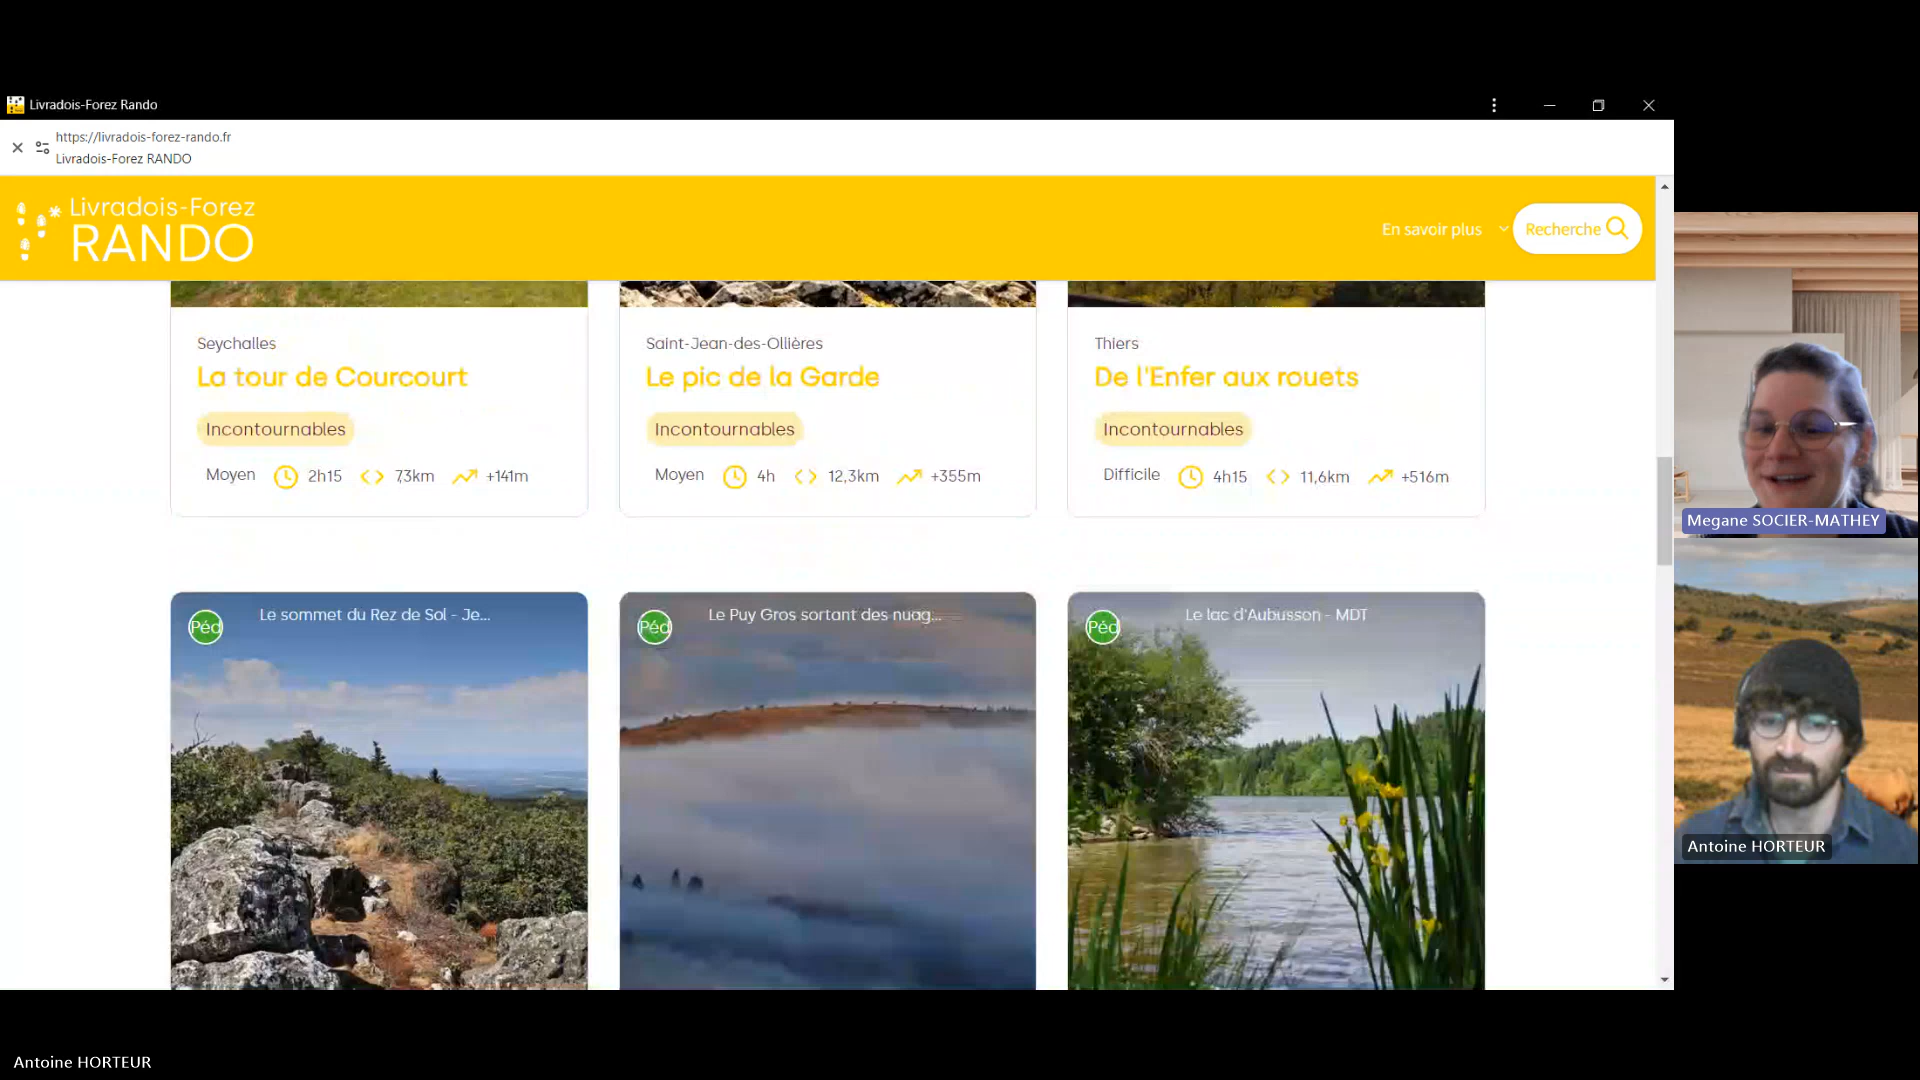 Livradois-Forez Rando
https://livradois-forez-rando.fr
Livradois-Forez RANDO
Livradois-Forez
RANDO
En savoir plus
Recherche
Seychalles
La tour de Courcourt
Incontournables
Moyen 2h15 7,3km +141m
Saint-Jean-des-Ollières
Le pic de la Garde
Incontournables
Moyen 4h 12,3km +355m
Thiers
De l'Enfer aux rouets
Incontournables
Difficile 4h15 11,6km +516m
Péd
Le sommet du Rez de Sol - Je...
Péd
Le Puy Gros sortant des nuag...
Péd
Le lac d'Aubusson - MDT
Megane SOCIER-MATHEY
Antoine HORTEUR
Antoine HORTEUR